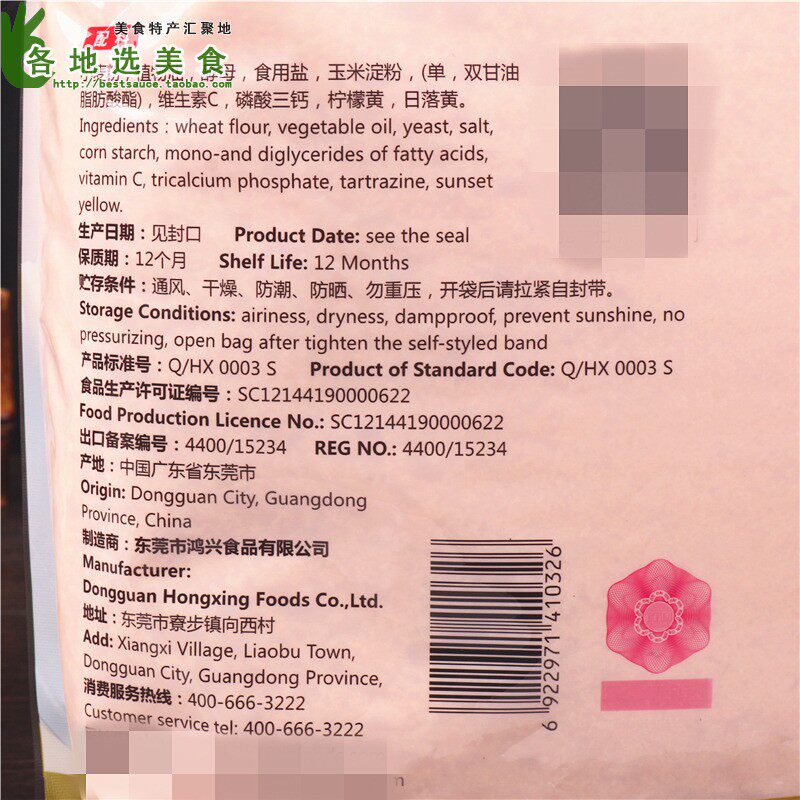 美食特产汇聚地
各地选美食
http://bestsauce.taobao.com
配料
植物油，酵母，食用盐，玉米淀粉，(单，双甘油
脂肪酸酯)，维生素C，磷酸三钙，柠檬黄，日落黄。
Ingredients : wheat flour, vegetable oil, yeast, salt,
corn starch, mono-and diglycerides of fatty acids,
vitamin C, tricalcium phosphate, tartrazine, sunset
yellow.
生产日期：见封口 Product Date: see the seal
保质期：12个月 Shelf Life: 12 Months
贮存条件：通风、干燥、防潮、防晒、勿重压，开袋后请拉紧自封带。
Storage Conditions: airiness, dryness, dampproof, prevent sunshine, no
pressurizing, open bag after tighten the self-styled band
产品标准号：Q/HX 0003 S Product of Standard Code: Q/HX 0003 S
食品生产许可证编号：SC12144190000622
Food Production Licence No.: SC12144190000622
出口备案编号：4400/15234 REG NO.: 4400/15234
产地：中国广东省东莞市
Origin: Dongguan City, Guangdong
Province, China
制造商：东莞市鸿兴食品有限公司
Manufacturer:
Dongguan Hongxing Foods Co.,Ltd.
地址：东莞市寮步镇向西村
Add: Xiangxi Village, Liaobu Town,
Dongguan City, Guangdong Province,
消费服务热线：400-666-3222
Customer service tel: 400-666-3222
6 922971 410326